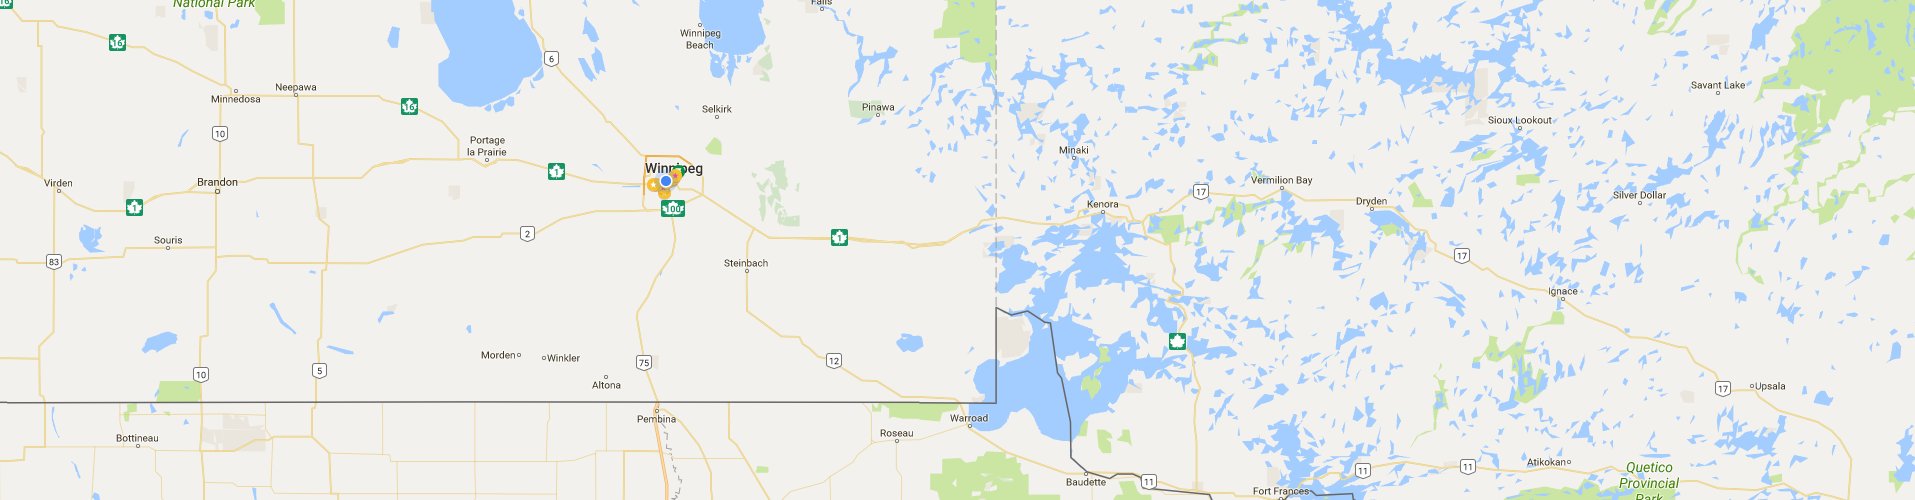 National Park
16
Falls
Winnipeg
Beach
16
6
Savant Lake
Neepawa
Minnedosa
16
Selkirk
Pinawa
Sioux Lookout
10
Portage
la Prairie
Minaki
1
Winnipeg
Virden
Brandon
Vermilion Bay
17
Silver Dollar
Dryden
Kenora
1
100
2
1
Souris
17
83
Steinbach
Ignace
Morden
Winkler
75
12
10
5
Altona
17
Upsala
Pembina
Warroad
Bottineau
Roseau
Atikokan
11
11
Quetico
Provincial
Park
Baudette
11
Fort Frances